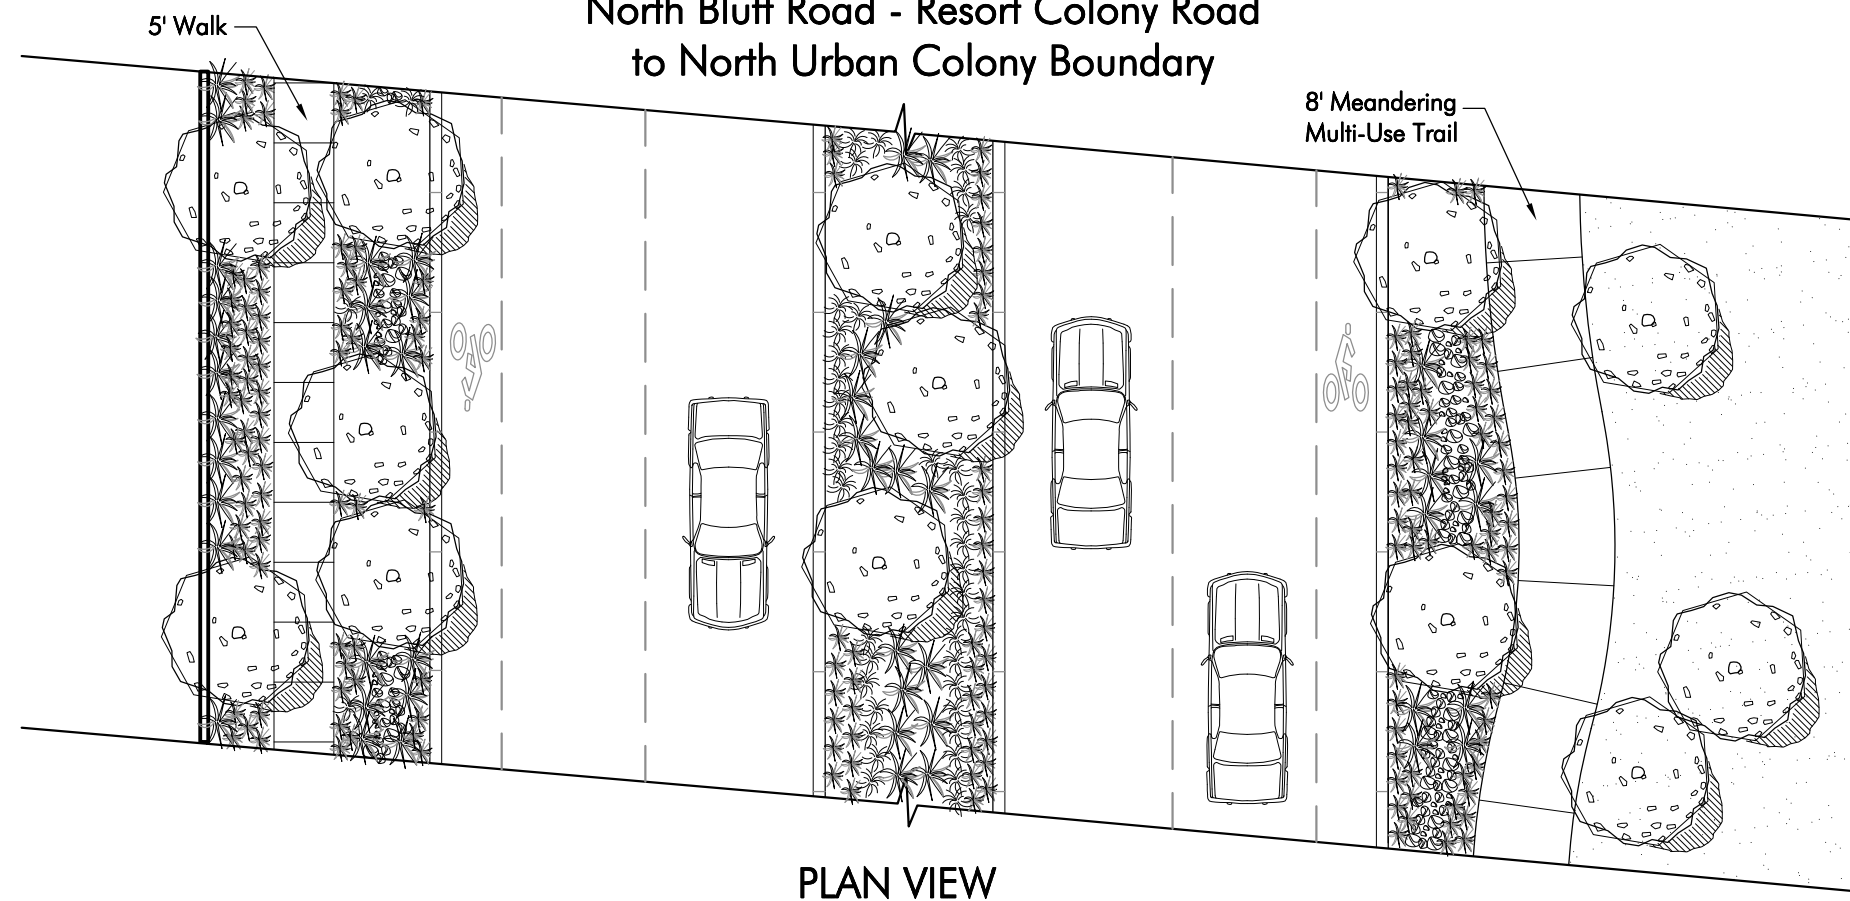 North Bluff Road - Resort Colony Road
to North Urban Colony Boundary
5' Walk
8' Meandering
Multi-Use Trail
PLAN VIEW